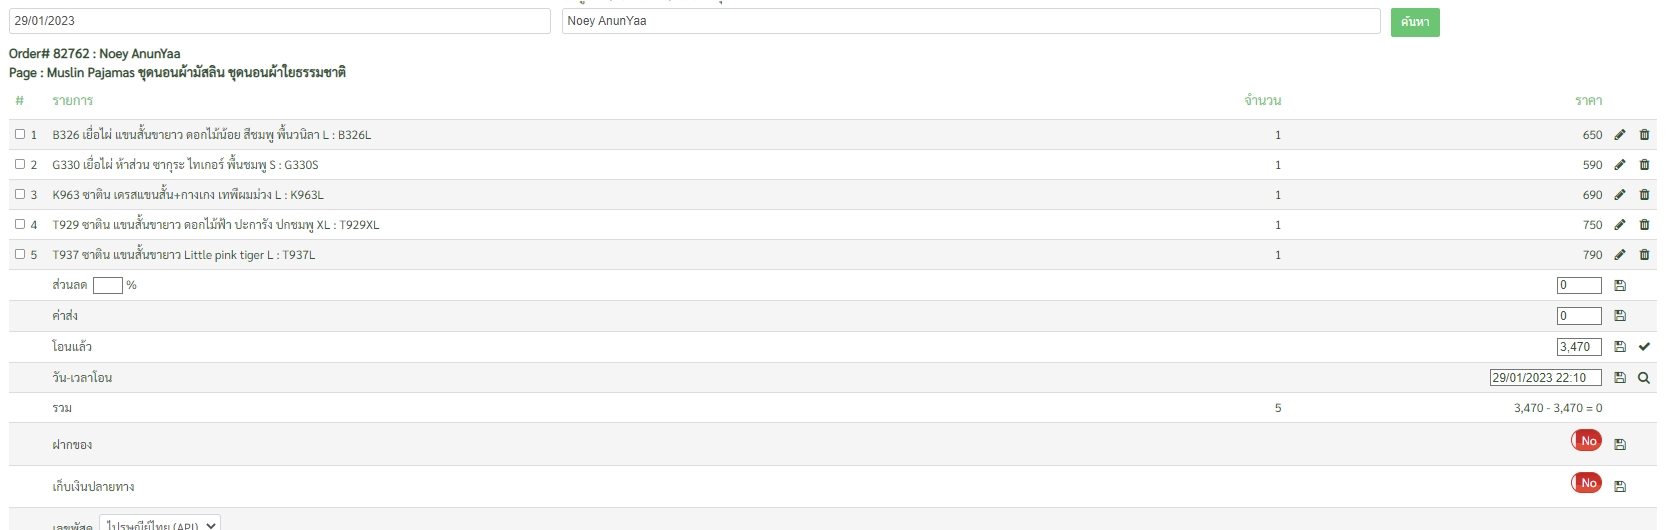 29/01/2023 Noey AnunYaa ค้นหา
Order# 82762 : Noey AnunYaa
Page : Muslin Pajamas ชุดนอนผ้ามัสลิน ชุดนอนผ้าใยธรรมชาติ
# รายการ จำนวน ราคา
1 B326 เยื่อไผ่ แขนสั้นขายาว ดอกไม้น้อย สีชมพู พื้นวนิลา L : B326L 1 650
2 G330 เยื่อไผ่ ห้าส่วน ซากุระ ไทเกอร์ พื้นชมพู S : G330S 1 590
3 K963 ซาติน เดรสแขนสั้น+กางเกง เทพีผมม่วง L : K963L 1 690
4 T929 ซาติน แขนสั้นขายาว ดอกไม้ฟ้า ปะการัง ปกชมพู XL : T929XL 1 750
5 T937 ซาติน แขนสั้นขายาว Little pink tiger L : T937L 1 790
ส่วนลด % 0
ค่าส่ง 0
โอนแล้ว 3,470
วัน-เวลาโอน 29/01/2023 22:10
รวม 5 3,470 - 3,470 = 0
ฝากของ No
เก็บเงินปลายทาง No
เลขพัสดุ ไปรษณีย์ไทย (API)